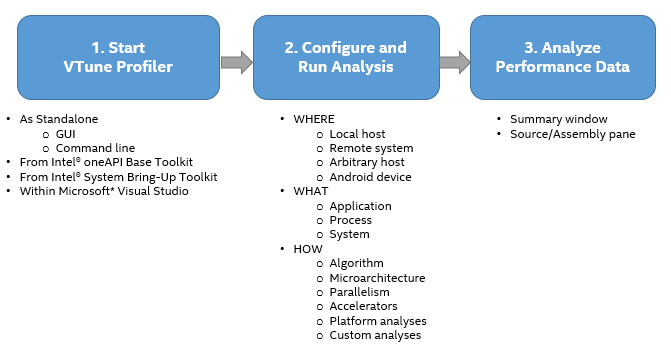 1. Start
VTune Profiler
2. Configure and
Run Analysis
3. Analyze
Performance Data
• As Standalone
o GUI
o Command line
• From Intel® oneAPI Base Toolkit
• From Intel® System Bring-Up Toolkit
• Within Microsoft* Visual Studio
• WHERE
o Local host
o Remote system
o Arbitrary host
o Android device
• WHAT
o Application
o Process
o System
• HOW
o Algorithm
o Microarchitecture
o Parallelism
o Accelerators
o Platform analyses
o Custom analyses
• Summary window
• Source/Assembly pane